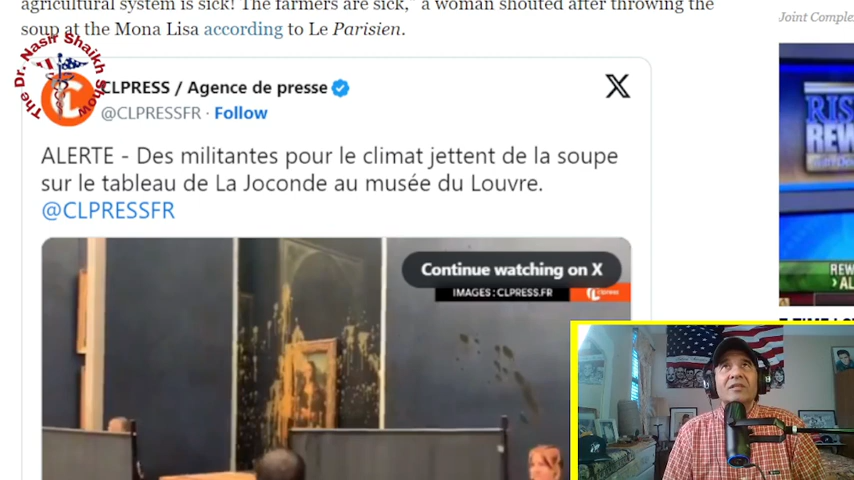 agricultural system is sick! The farmers are sick," a woman shouted after throwing the
soup at the Mona Lisa according to Le Parisien.
Joint Comple
The Dr. Nasir Shaikh Show
CLPRESS / Agence de presse
@CLPRESSFR · Follow
ALERTE - Des militantes pour le climat jettent de la soupe
sur le tableau de La Joconde au musée du Louvre.
@CLPRESSFR
Continue watching on X
IMAGES : CLPRESS.FR
RIS
REW
REW
› AL